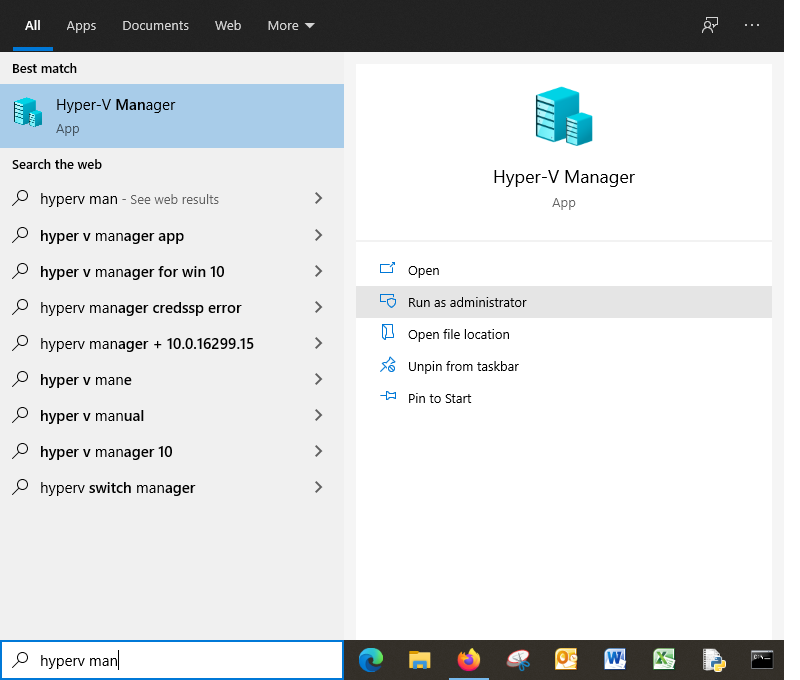 All Apps Documents Web More
Best match
Hyper-V Manager
App
Search the web
hyperv man - See web results
hyper v manager app
hyper v manager for win 10
hyperv manager credssp error
hyperv manager + 10.0.16299.15
hyper v mane
hyper v manual
hyper v manager 10
hyperv switch manager
Hyper-V Manager
App
Open
Run as administrator
Open file location
Unpin from taskbar
Pin to Start
hyperv man